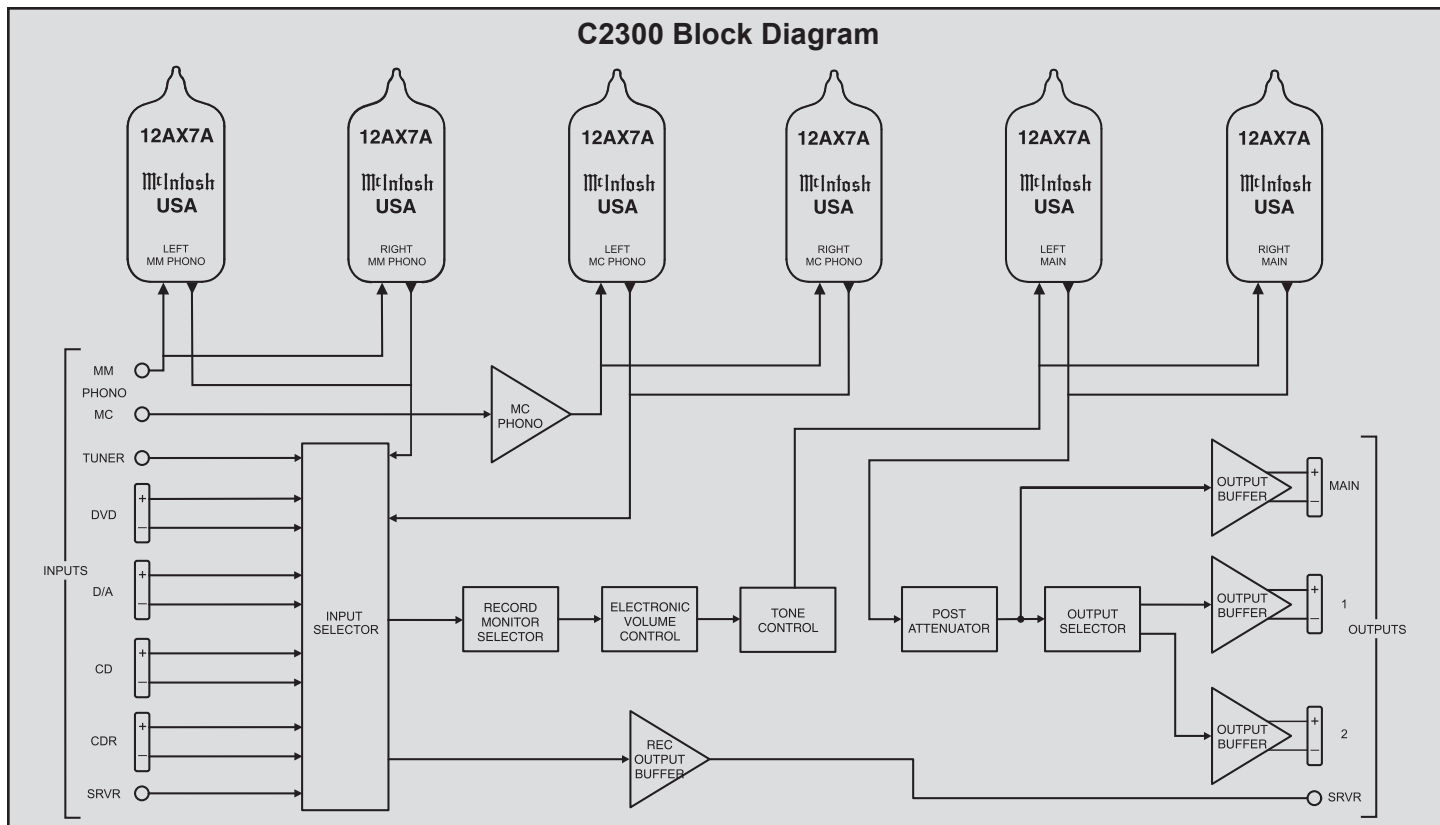 C2300 Block Diagram
12AX7A
McIntosh
USA
LEFT
MM PHONO
12AX7A
McIntosh
USA
RIGHT
MM PHONO
12AX7A
McIntosh
USA
LEFT
MC PHONO
12AX7A
McIntosh
USA
RIGHT
MC PHONO
12AX7A
McIntosh
USA
LEFT
MAIN
12AX7A
McIntosh
USA
RIGHT
MAIN
INPUTS
MM
PHONO
MC
TUNER
DVD
+
–
D/A
+
–
CD
+
–
CDR
+
–
SRVR
INPUT
SELECTOR
MC
PHONO
RECORD
MONITOR
SELECTOR
ELECTRONIC
VOLUME
CONTROL
TONE
CONTROL
REC
OUTPUT
BUFFER
POST
ATTENUATOR
OUTPUT
SELECTOR
OUTPUT
BUFFER
+
–
MAIN
OUTPUT
BUFFER
+
–
1
OUTPUT
BUFFER
+
–
2
SRVR
OUTPUTS